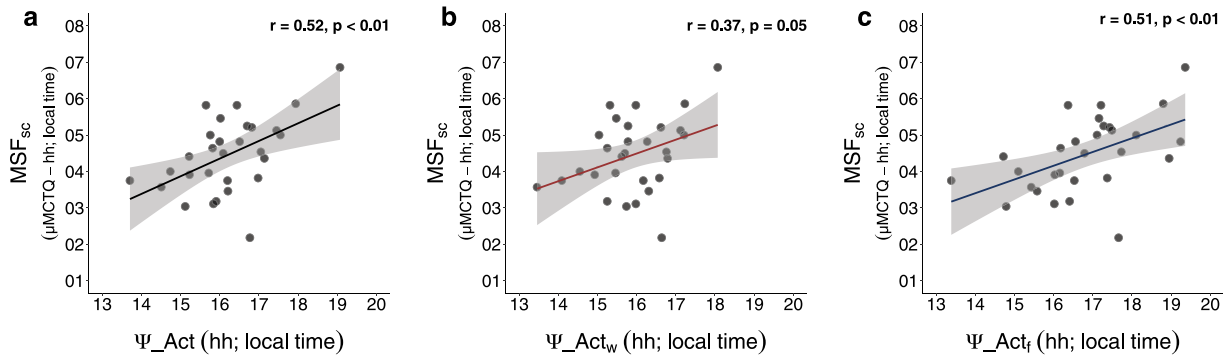 a
r = 0.52, p < 0.01
MSFsc
(µMCTQ – hh; local time)
08
07
06
05
04
03
02
01
13 14 15 16 17 18 19 20
Ψ_Act (hh; local time)
b
r = 0.37, p = 0.05
MSFsc
(µMCTQ – hh; local time)
08
07
06
05
04
03
02
01
13 14 15 16 17 18 19 20
Ψ_Actw (hh; local time)
c
r = 0.51, p < 0.01
MSFsc
(µMCTQ – hh; local time)
08
07
06
05
04
03
02
01
13 14 15 16 17 18 19 20
Ψ_Actf (hh; local time)